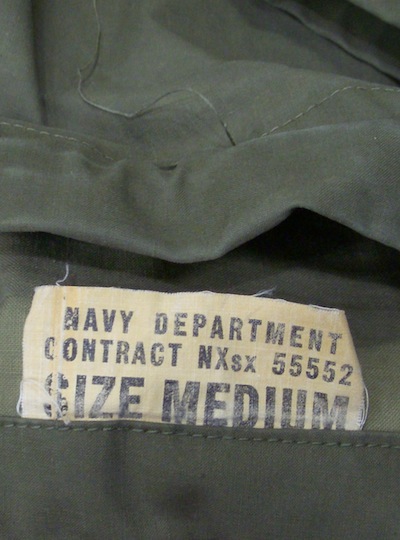 NAVY DEPARTMENT
CONTRACT NXsx 55552
SIZE MEDIUM